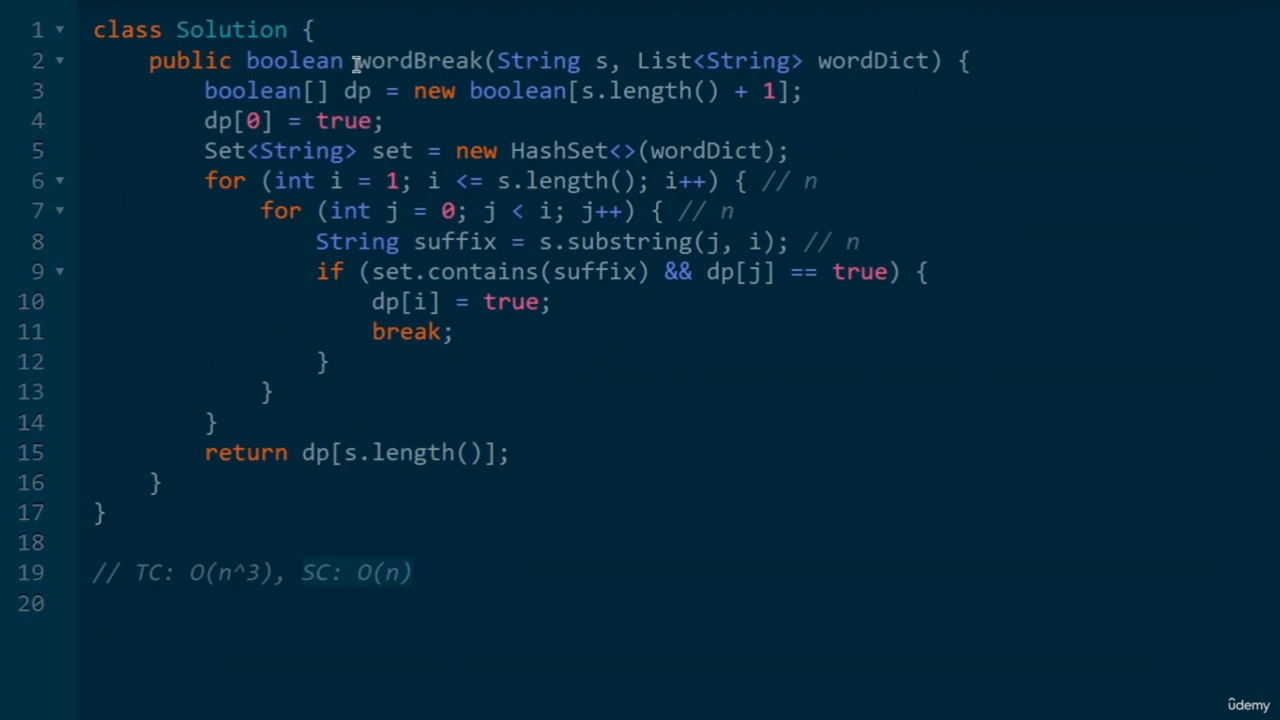 1 class Solution {
2 public boolean wordBreak(String s, List<String> wordDict) {
3 boolean[] dp = new boolean[s.length() + 1];
4 dp[0] = true;
5 Set<String> set = new HashSet<>(wordDict);
6 for (int i = 1; i <= s.length(); i++) { // n
7 for (int j = 0; j < i; j++) { // n
8 String suffix = s.substring(j, i); // n
9 if (set.contains(suffix) && dp[j] == true) {
10 dp[i] = true;
11 break;
12 }
13 }
14 }
15 return dp[s.length()];
16 }
17 }
18
19 // TC: O(n^3), SC: O(n)
20
ûdemy